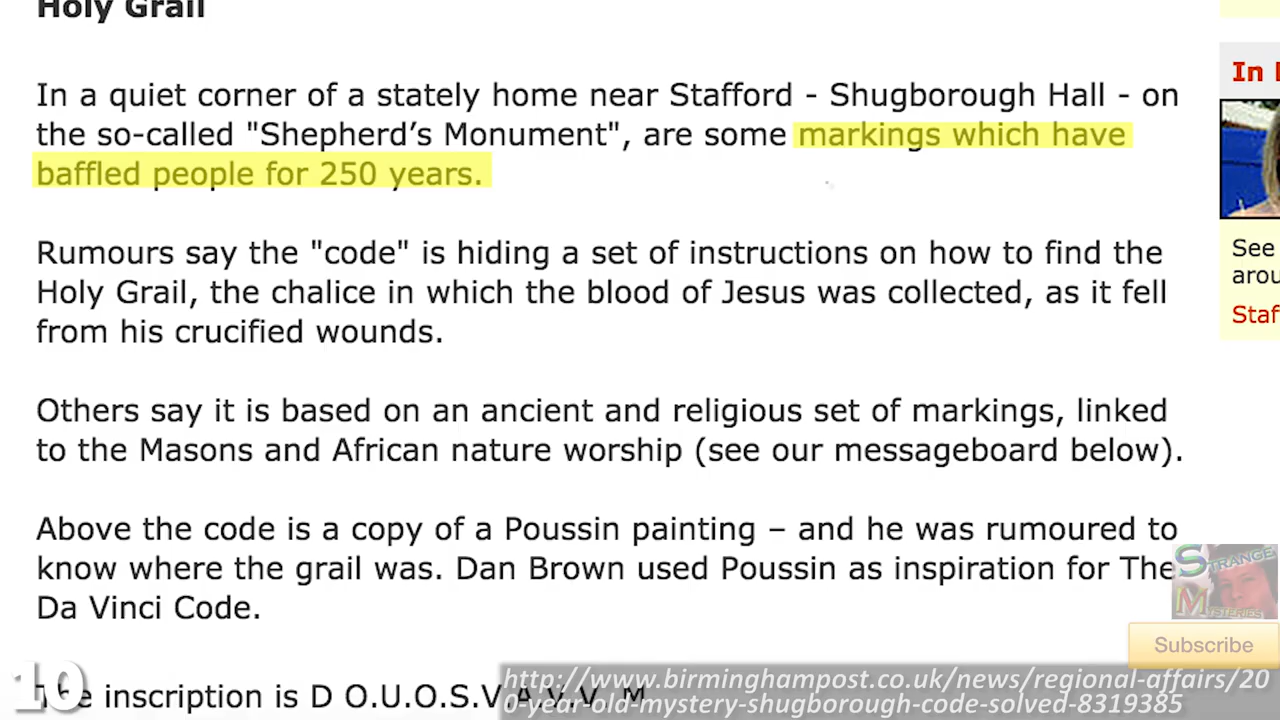 Holy Grail
In a quiet corner of a stately home near Stafford - Shugborough Hall - on
the so-called "Shepherd’s Monument", are some markings which have
baffled people for 250 years.
Rumours say the "code" is hiding a set of instructions on how to find the
Holy Grail, the chalice in which the blood of Jesus was collected, as it fell
from his crucified wounds.
Others say it is based on an ancient and religious set of markings, linked
to the Masons and African nature worship (see our messageboard below).
Above the code is a copy of a Poussin painting – and he was rumoured to
know where the grail was. Dan Brown used Poussin as inspiration for The
Da Vinci Code.
The inscription is D O.U.O.S.V.A.V.V. M
In
See
Staf
STRANGE
MYSTERIES
Subscribe
10
http://www.birminghampost.co.uk/news/regional-affairs/20
0-year-old-mystery-shugborough-code-solved-8319385